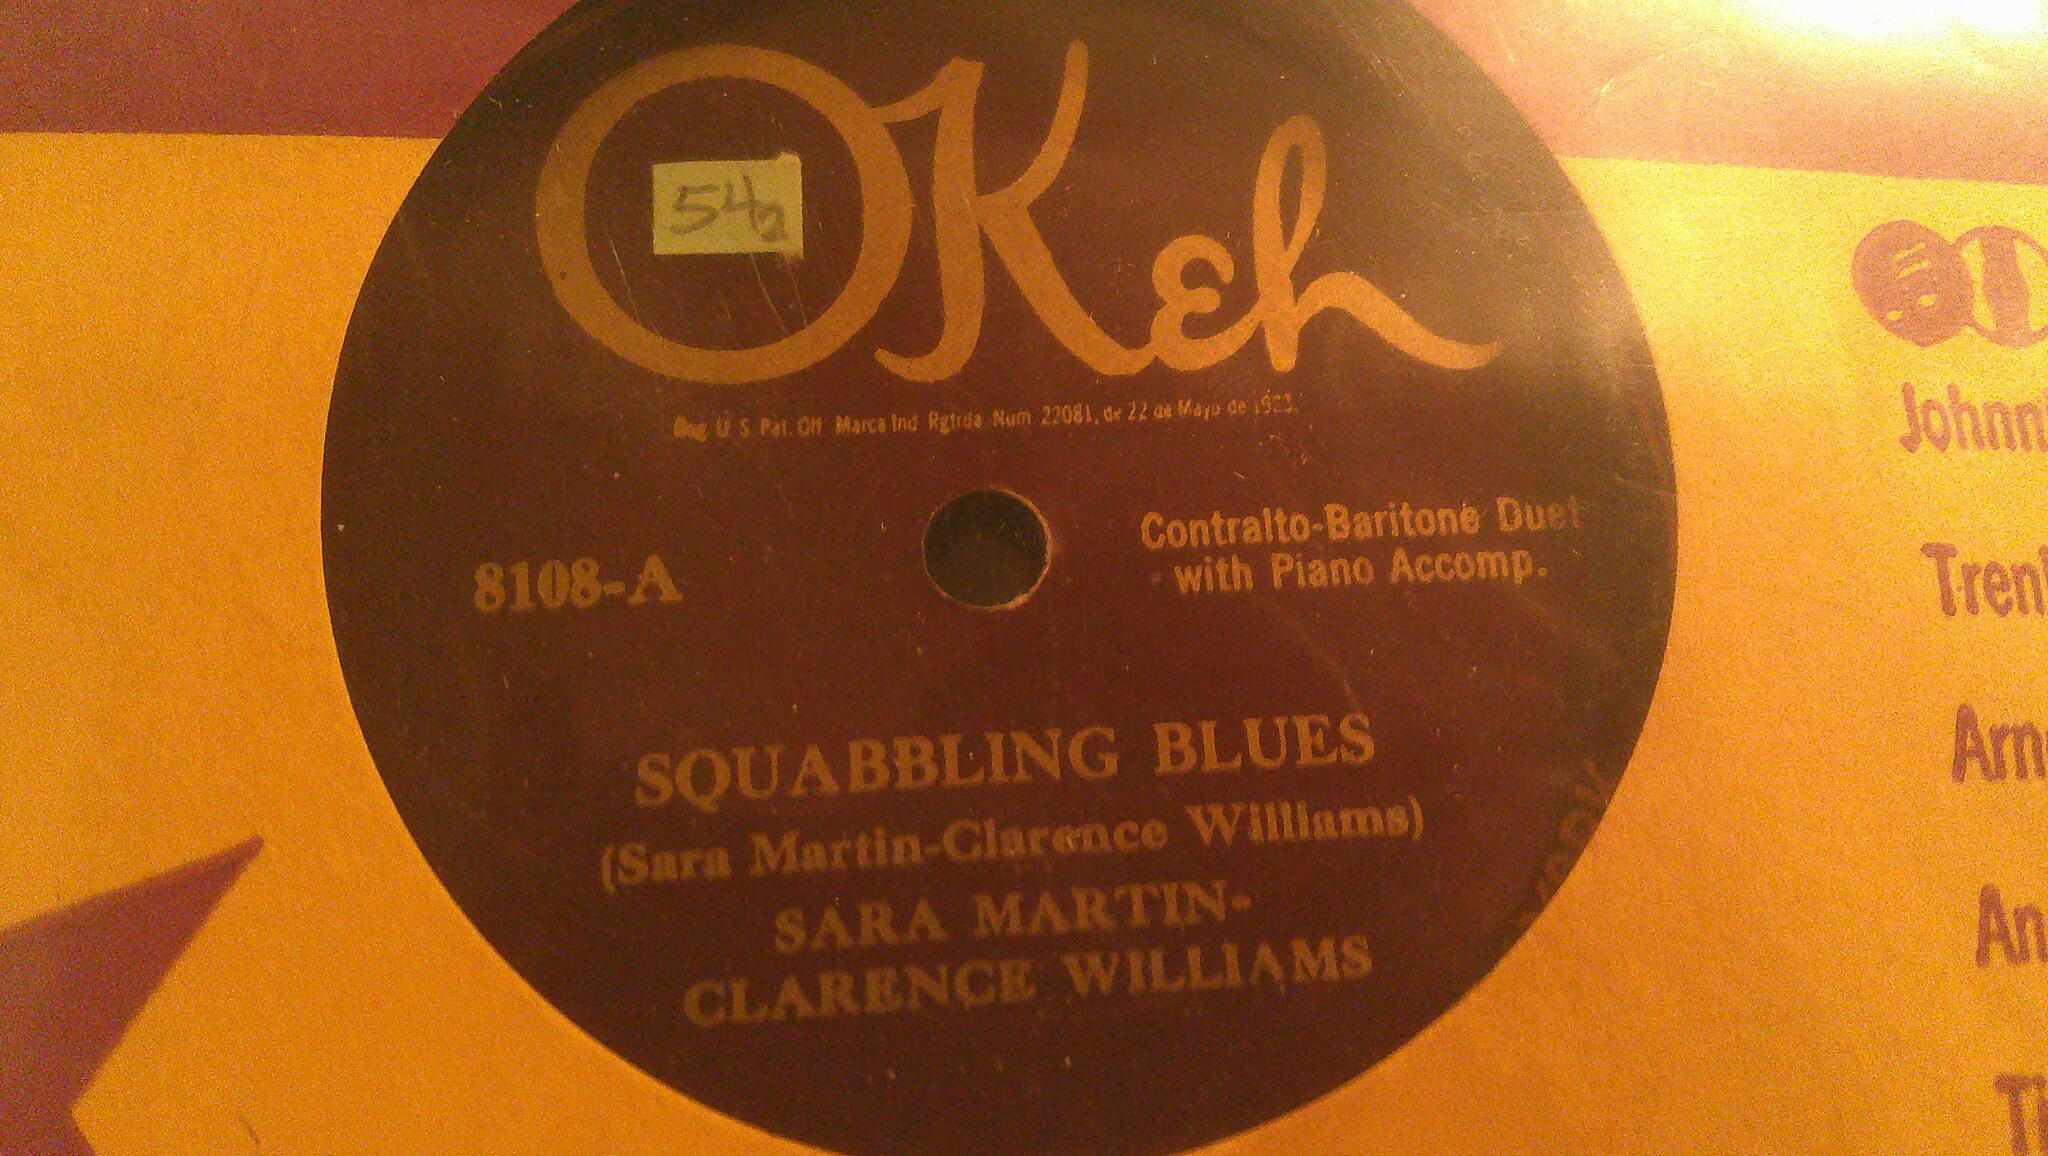 OKeh
54
Reg. U. S. Pat. Off. Marca Ind. Rgtrda. Num. 22081, de 22 de Mayo de 1923.
8108-A
Contralto-Baritone Duet
with Piano Accomp.
SQUABBLING BLUES
(Sara Martin-Clarence Williams)
SARA MARTIN-
CLARENCE WILLIAMS